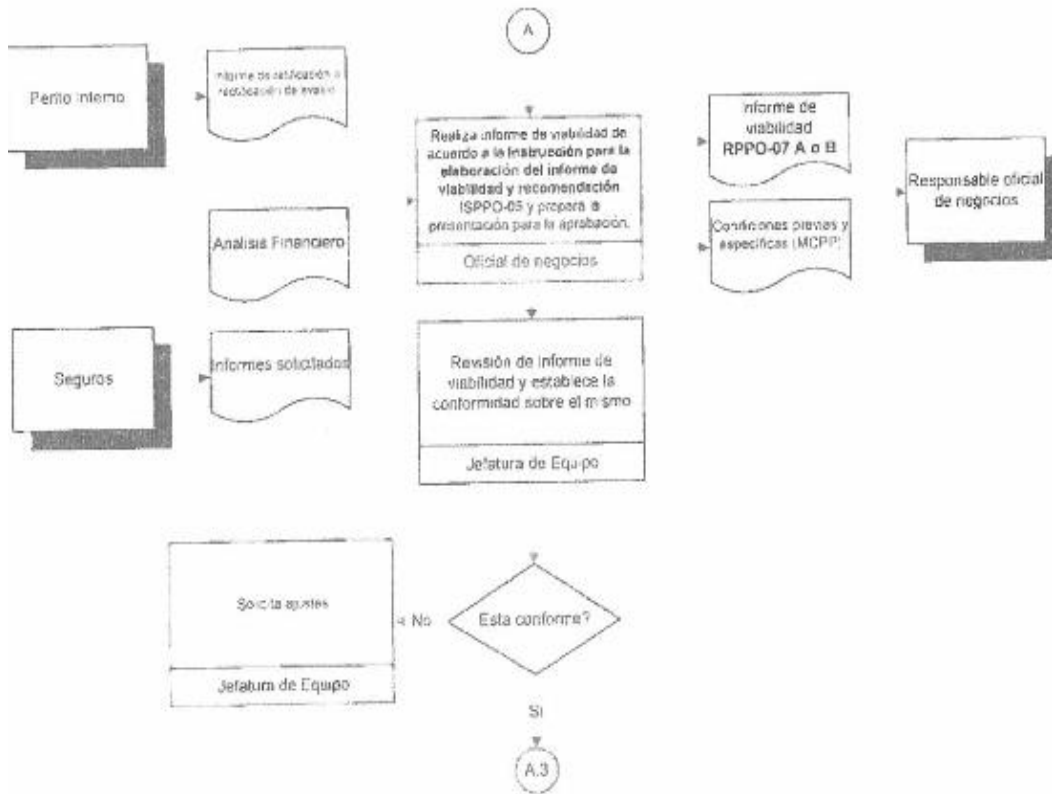 A
Perito Interno
Informe de ratificación o
rectificación de avalúo
Realiza informe de viabilidad de
acuerdo a la Instrucción para la
elaboración del informe de
viabilidad y recomendación
ISPPO-05 y prepara la
presentación para la aprobación.
Oficial de negocios
Informe de
viabilidad
RPPO-07 A o B
Responsable oficial
de negocios
Condiciones previas y
especificas (MCPP)
Análisis Financiero
Seguros
Informes solicitados
Revisión de Informe de
viabilidad y establece la
conformidad sobre el mismo
Jefatura de Equipo
Solicita ajustes
Jefatura de Equipo
No
Esta conforme?
Si
A.3